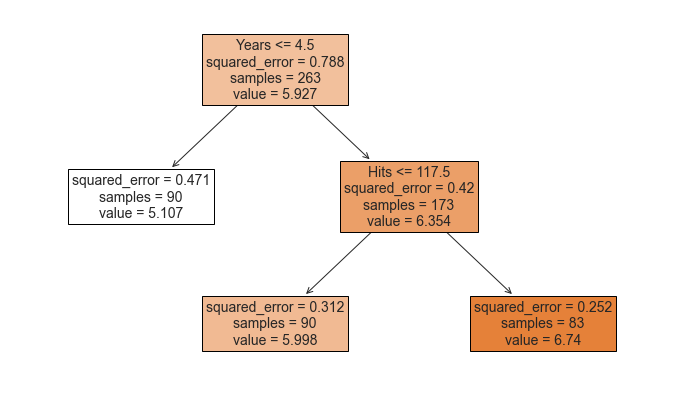 Years <= 4.5
squared_error = 0.788
samples = 263
value = 5.927
squared_error = 0.471
samples = 90
value = 5.107
Hits <= 117.5
squared_error = 0.42
samples = 173
value = 6.354
squared_error = 0.312
samples = 90
value = 5.998
squared_error = 0.252
samples = 83
value = 6.74